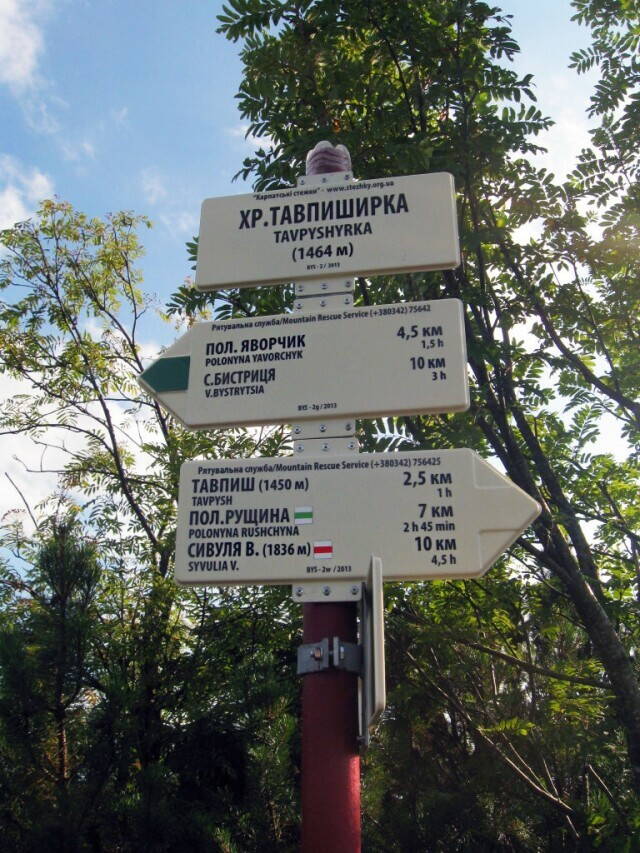 "Карпатські стежки" - www.stezhky.org.ua
ХР.ТАВПИШИРКА
TAVPYSHYRKA
(1464 м)
BYS - 2 / 2013
Рятувальна служба/Mountain Rescue Service (+380342) 75642
ПОЛ. ЯВОРЧИК 4,5 КМ
POLONYNA YAVORCHYK 1,5 h
С.БИСТРИЦЯ 10 КМ
V.BYSTRYTSIA 3 h
BYS - 2g / 2013
Рятувальна служба/Mountain Rescue Service (+380342) 756425
ТАВПИШ (1450 м) 2,5 КМ
TAVPYSH 1 h
ПОЛ.РУЩИНА 7 КМ
POLONYNA RUSHCHYNA 2 h 45 min
СИВУЛЯ В. (1836 м) 10 КМ
SYVULIA V. 4,5 h
BYS - 2w / 2013